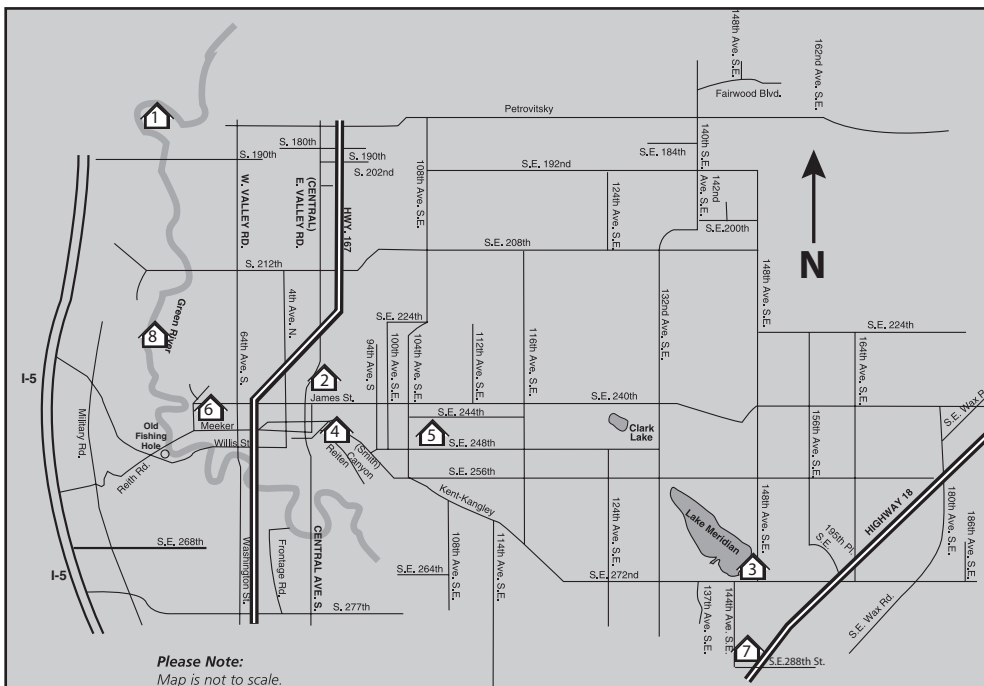 148th Ave. S.E.
162nd Ave. S.E.
Fairwood Blvd.
1
Petrovitsky
S. 180th
S. 190th
S. 190th
S. 202nd
S.E. 184th
140th S.E.
Ave. S.E.
142nd
S.E. 192nd
108th Ave. S.E.
124th Ave. S.E.
S.E.200th
W. VALLEY RD.
(CENTRAL)
E. VALLEY RD.
HWY. 167
N
S.E. 208th
S. 212th
148th Ave. S.E.
132nd Ave. S.E.
4th Ave. N.
Green River
8
64th Ave. S.
S.E. 224th
S.E. 224th
94th Ave. S
100th Ave. S.E.
104th Ave. S.E.
112th Ave. S.E.
116th Ave. S.E.
164th Ave. S.E.
156th Ave. S.E.
I-5
2
James St.
S.E. 240th
6
Meeker
S.E. 244th
Clark
Lake
S.E. Wax R
Military Rd.
Old
Fishing
Hole
Willis St.
4
5
S.E. 248th
Reith Rd.
Reiten
(Smith)
Canyon
S.E. 256th
Kent-Kangley
HIGHWAY 18
Lake Meridian
148th Ave. S.E.
124th Ave. S.E.
180th Ave. S.E.
186th Ave. S.E.
195th Pl.
S.E.
S.E. 268th
Washington St.
Frontage Rd.
CENTRAL AVE. S.
108th Ave. S.E.
114th Ave. S.E.
S.E. 264th
S.E. 272nd
3
I-5
S. 277th
137th Ave. S.E.
144th Ave. S.E.
S.E. Wax Rd.
7
S.E.288th St.
Please Note:
Map is not to scale.